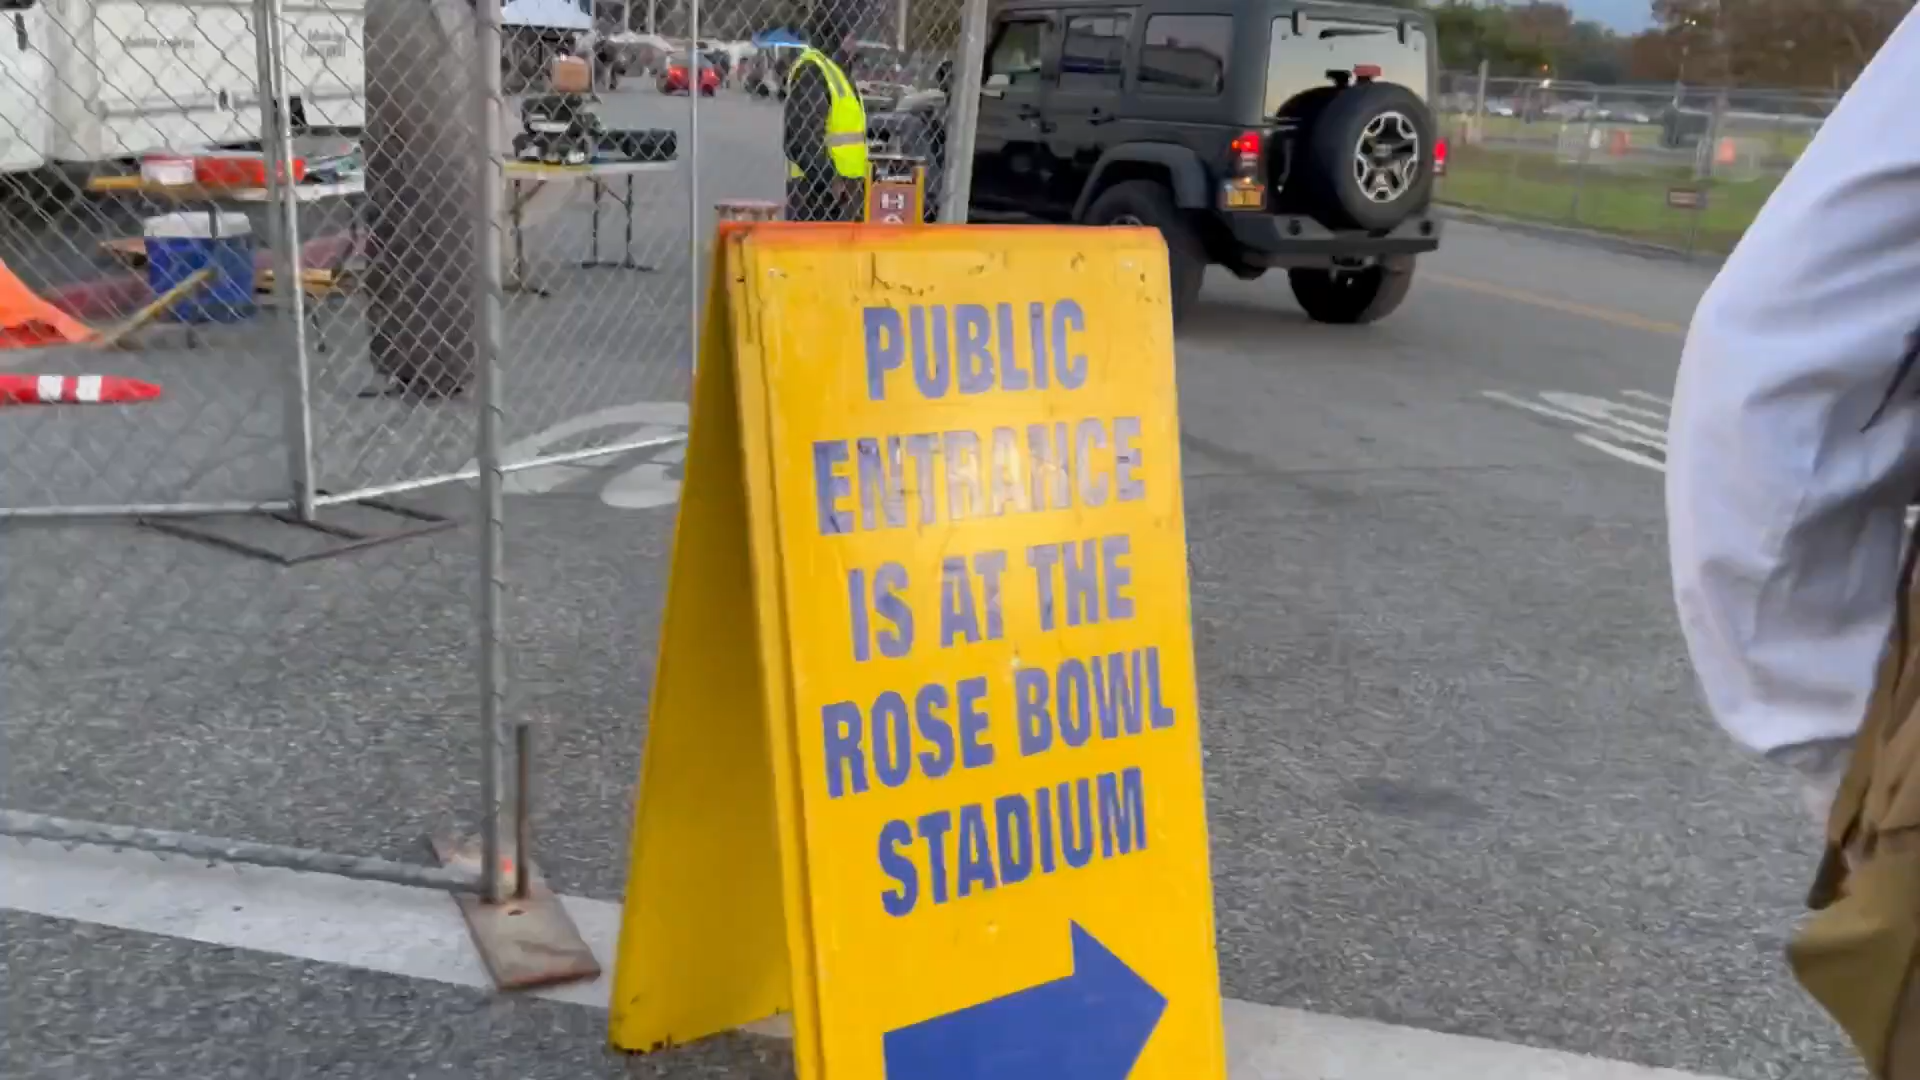 H
PUBLIC
ENTRANCE
IS AT THE
ROSE BOWL
STADIUM